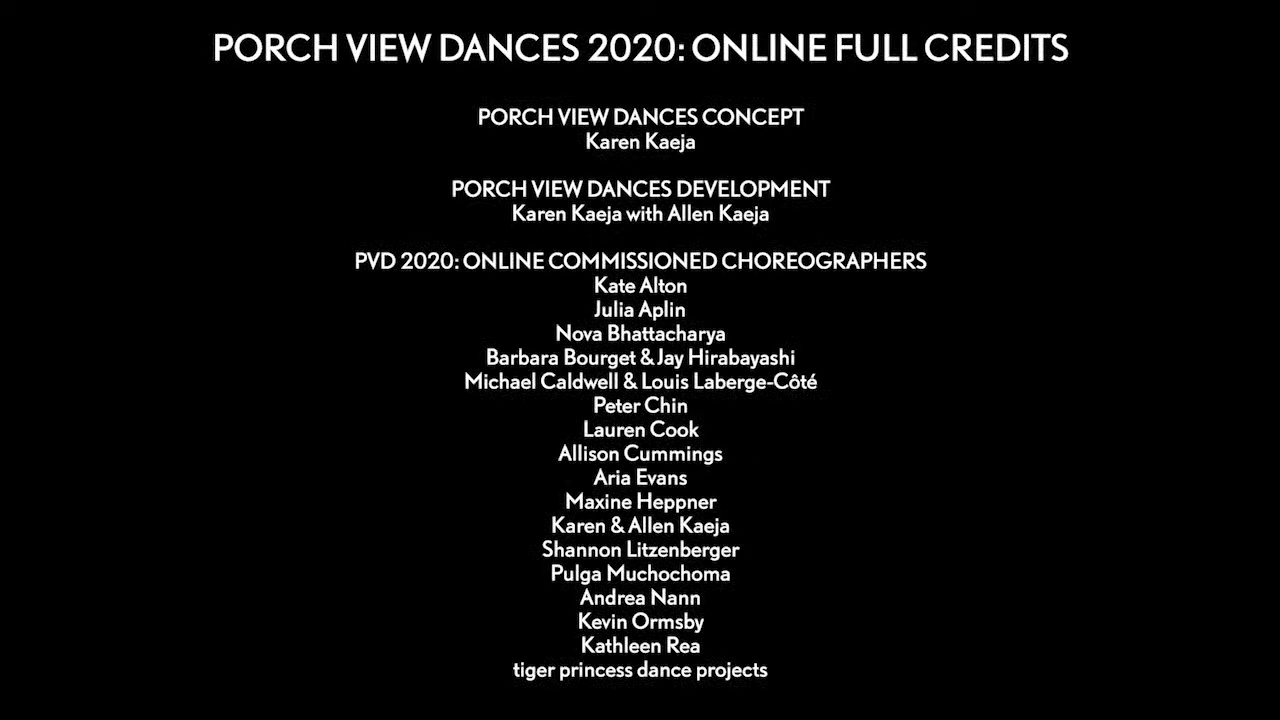 PORCH VIEW DANCES 2020: ONLINE FULL CREDITS
PORCH VIEW DANCES CONCEPT
Karen Kaeja
PORCH VIEW DANCES DEVELOPMENT
Karen Kaeja with Allen Kaeja
PVD 2020: ONLINE COMMISSIONED CHOREOGRAPHERS
Kate Alton
Julia Aplin
Nova Bhattacharya
Barbara Bourget & Jay Hirabayashi
Michael Caldwell & Louis Laberge-Côté
Peter Chin
Lauren Cook
Allison Cummings
Aria Evans
Maxine Heppner
Karen & Allen Kaeja
Shannon Litzenberger
Pulga Muchochoma
Andrea Nann
Kevin Ormsby
Kathleen Rea
tiger princess dance projects